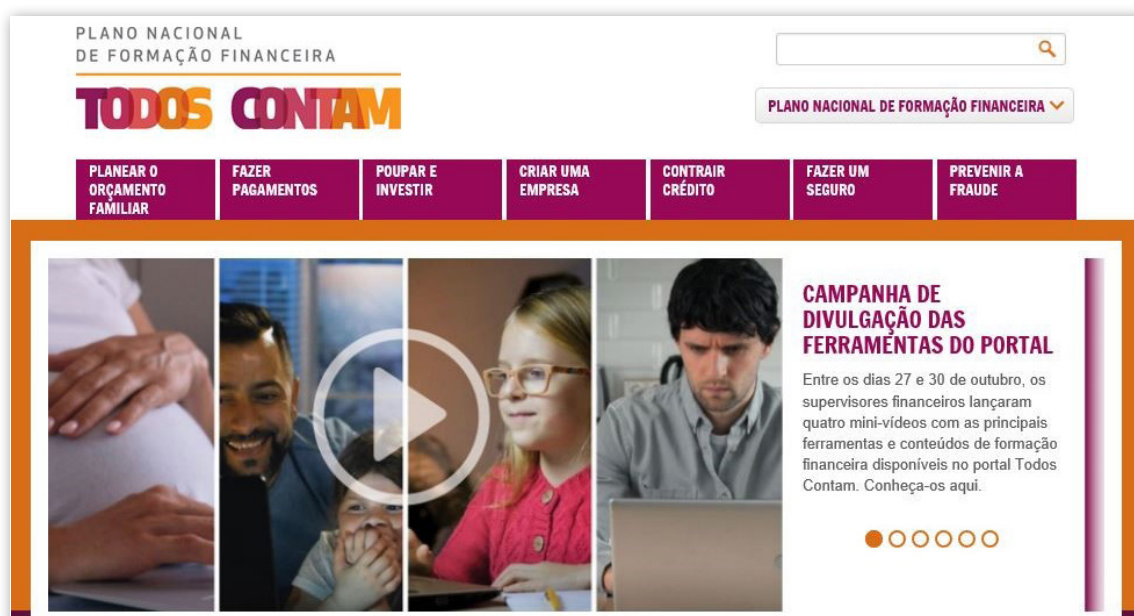 PLANO NACIONAL
DE FORMAÇÃO FINANCEIRA
TODOS CONTAM
PLANO NACIONAL DE FORMAÇÃO FINANCEIRA
PLANEAR O
ORÇAMENTO
FAMILIAR
FAZER
PAGAMENTOS
POUPAR E
INVESTIR
CRIAR UMA
EMPRESA
CONTRAIR
CRÉDITO
FAZER UM
SEGURO
PREVENIR A
FRAUDE
CAMPANHA DE
DIVULGAÇÃO DAS
FERRAMENTAS DO PORTAL
Entre os dias 27 e 30 de outubro, os
supervisores financeiros lançaram
quatro mini-vídeos com as principais
ferramentas e conteúdos de formação
financeira disponíveis no portal Todos
Contam. Conheça-os aqui.